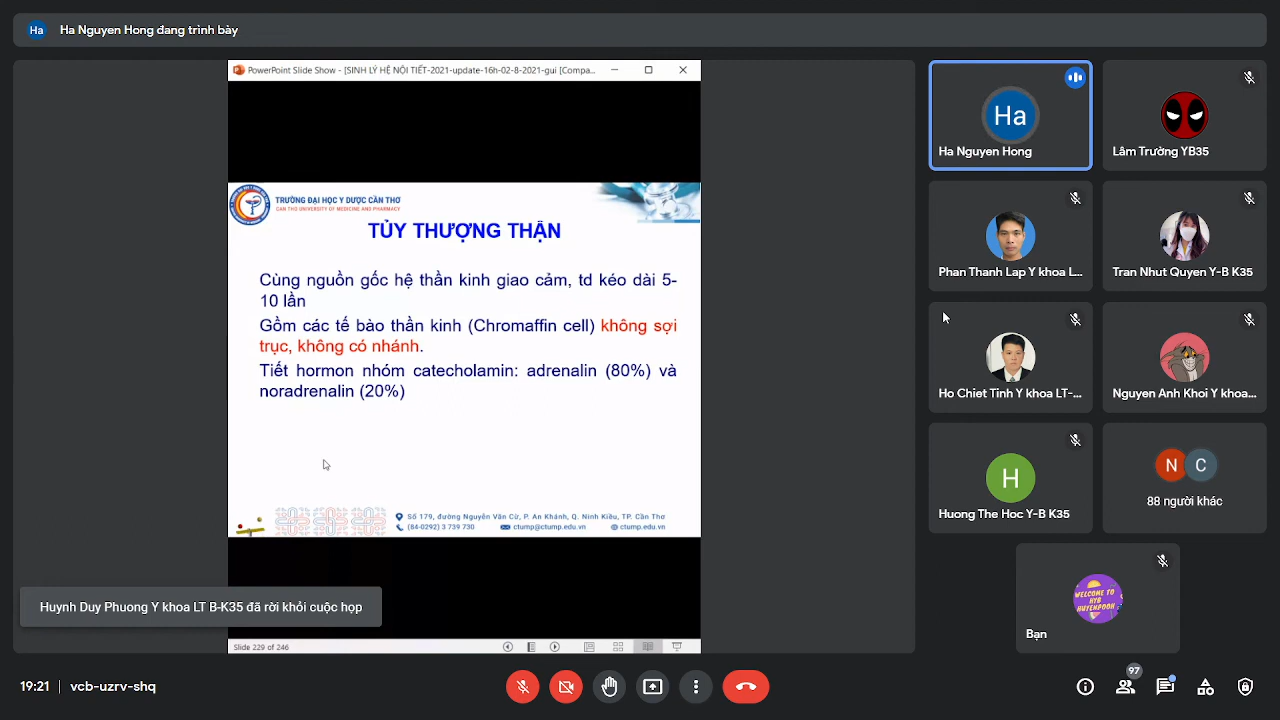 Ha
Ha Nguyen Hong đang trình bày
PowerPoint Slide Show - [SINH LÝ HỆ NỘI TIẾT-2021-update-16h-02-8-2021-gui [Compa...
TRƯỜNG ĐẠI HỌC Y DƯỢC CẦN THƠ
CAN THO UNIVERSITY OF MEDICINE AND PHARMACY
TỦY THƯỢNG THẬN
Cùng nguồn gốc hệ thần kinh giao cảm, td kéo dài 5-
10 lần
Gồm các tế bào thần kinh (Chromaffin cell) không sợi
trục, không có nhánh.
Tiết hormon nhóm catecholamin: adrenalin (80%) và
noradrenalin (20%)
Số 179, đường Nguyễn Văn Cừ, P. An Khánh, Q. Ninh Kiều, TP. Cần Thơ
(84-0292) 3 739 730 ctump@ctump.edu.vn ctump.edu.vn
Huynh Duy Phuong Y khoa LT B-K35 đã rời khỏi cuộc họp
Slide 229 of 246
Ha
Ha Nguyen Hong
Lâm Trường YB35
Phan Thanh Lap Y khoa L...
Tran Nhut Quyen Y-B K35
Ho Chiet Tinh Y khoa LT-...
Nguyen Anh Khoi Y khoa...
H
Huong The Hoc Y-B K35
N C
88 người khác
WELCOME TO
HYB
HUYENPOOH
Bạn
19:21 | vcb-uzrv-shq
97